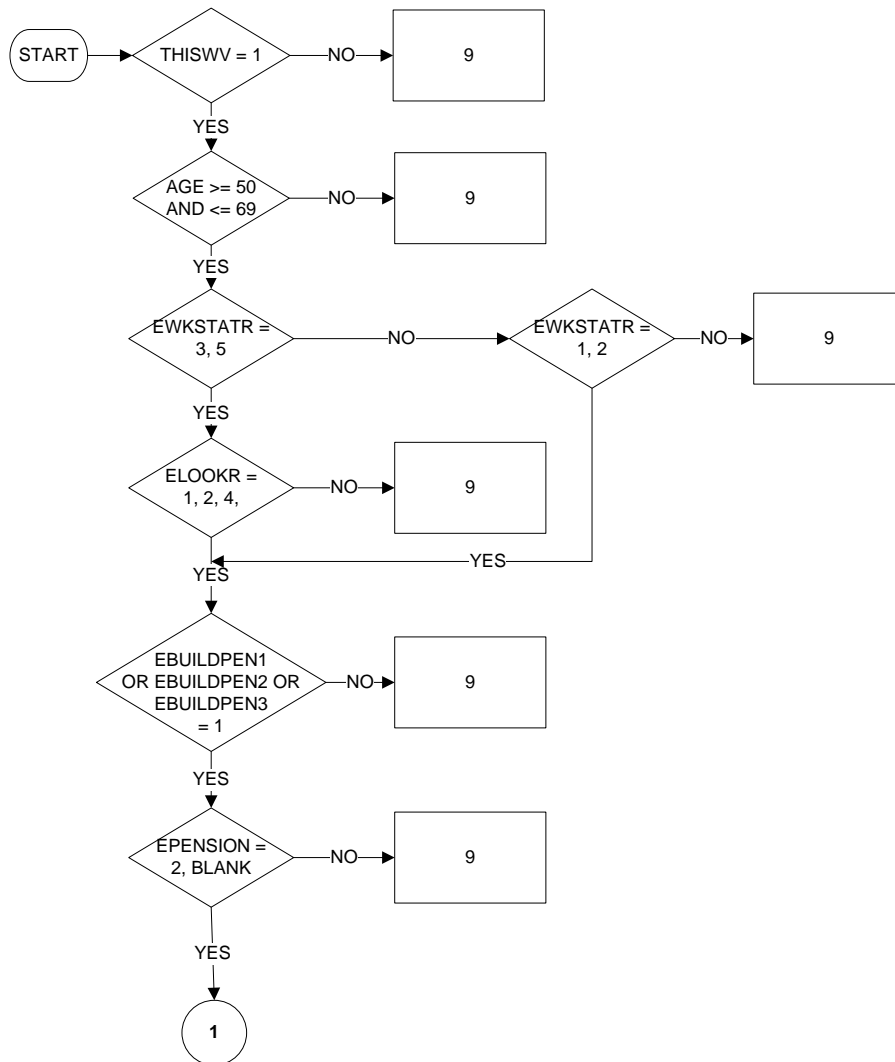 START
THISWV = 1
NO
9
YES
AGE >= 50
AND <= 69
NO
9
YES
EWKSTATR =
3, 5
NO
EWKSTATR =
1, 2
NO
9
YES
ELOOKR =
1, 2, 4,
NO
9
YES
YES
EBUILDPEN1
OR EBUILDPEN2 OR
EBUILDPEN3
= 1
NO
9
YES
EPENSION =
2, BLANK
NO
9
YES
1